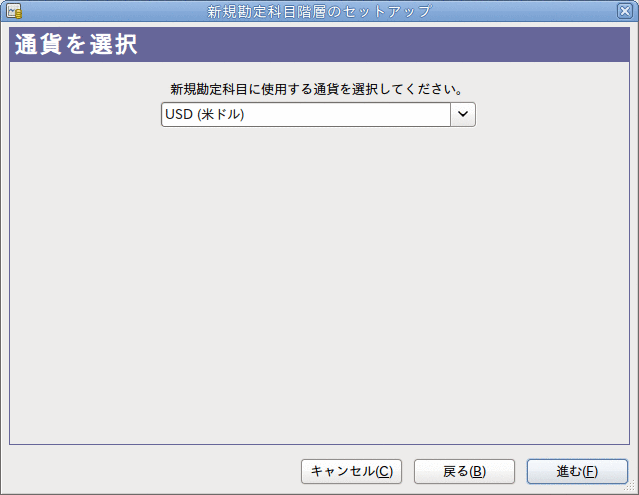 新規勘定科目階層のセットアップ
通貨を選択
新規勘定科目に使用する通貨を選択してください。
USD (米ドル)
キャンセル(C) 戻る(B) 進む(F)